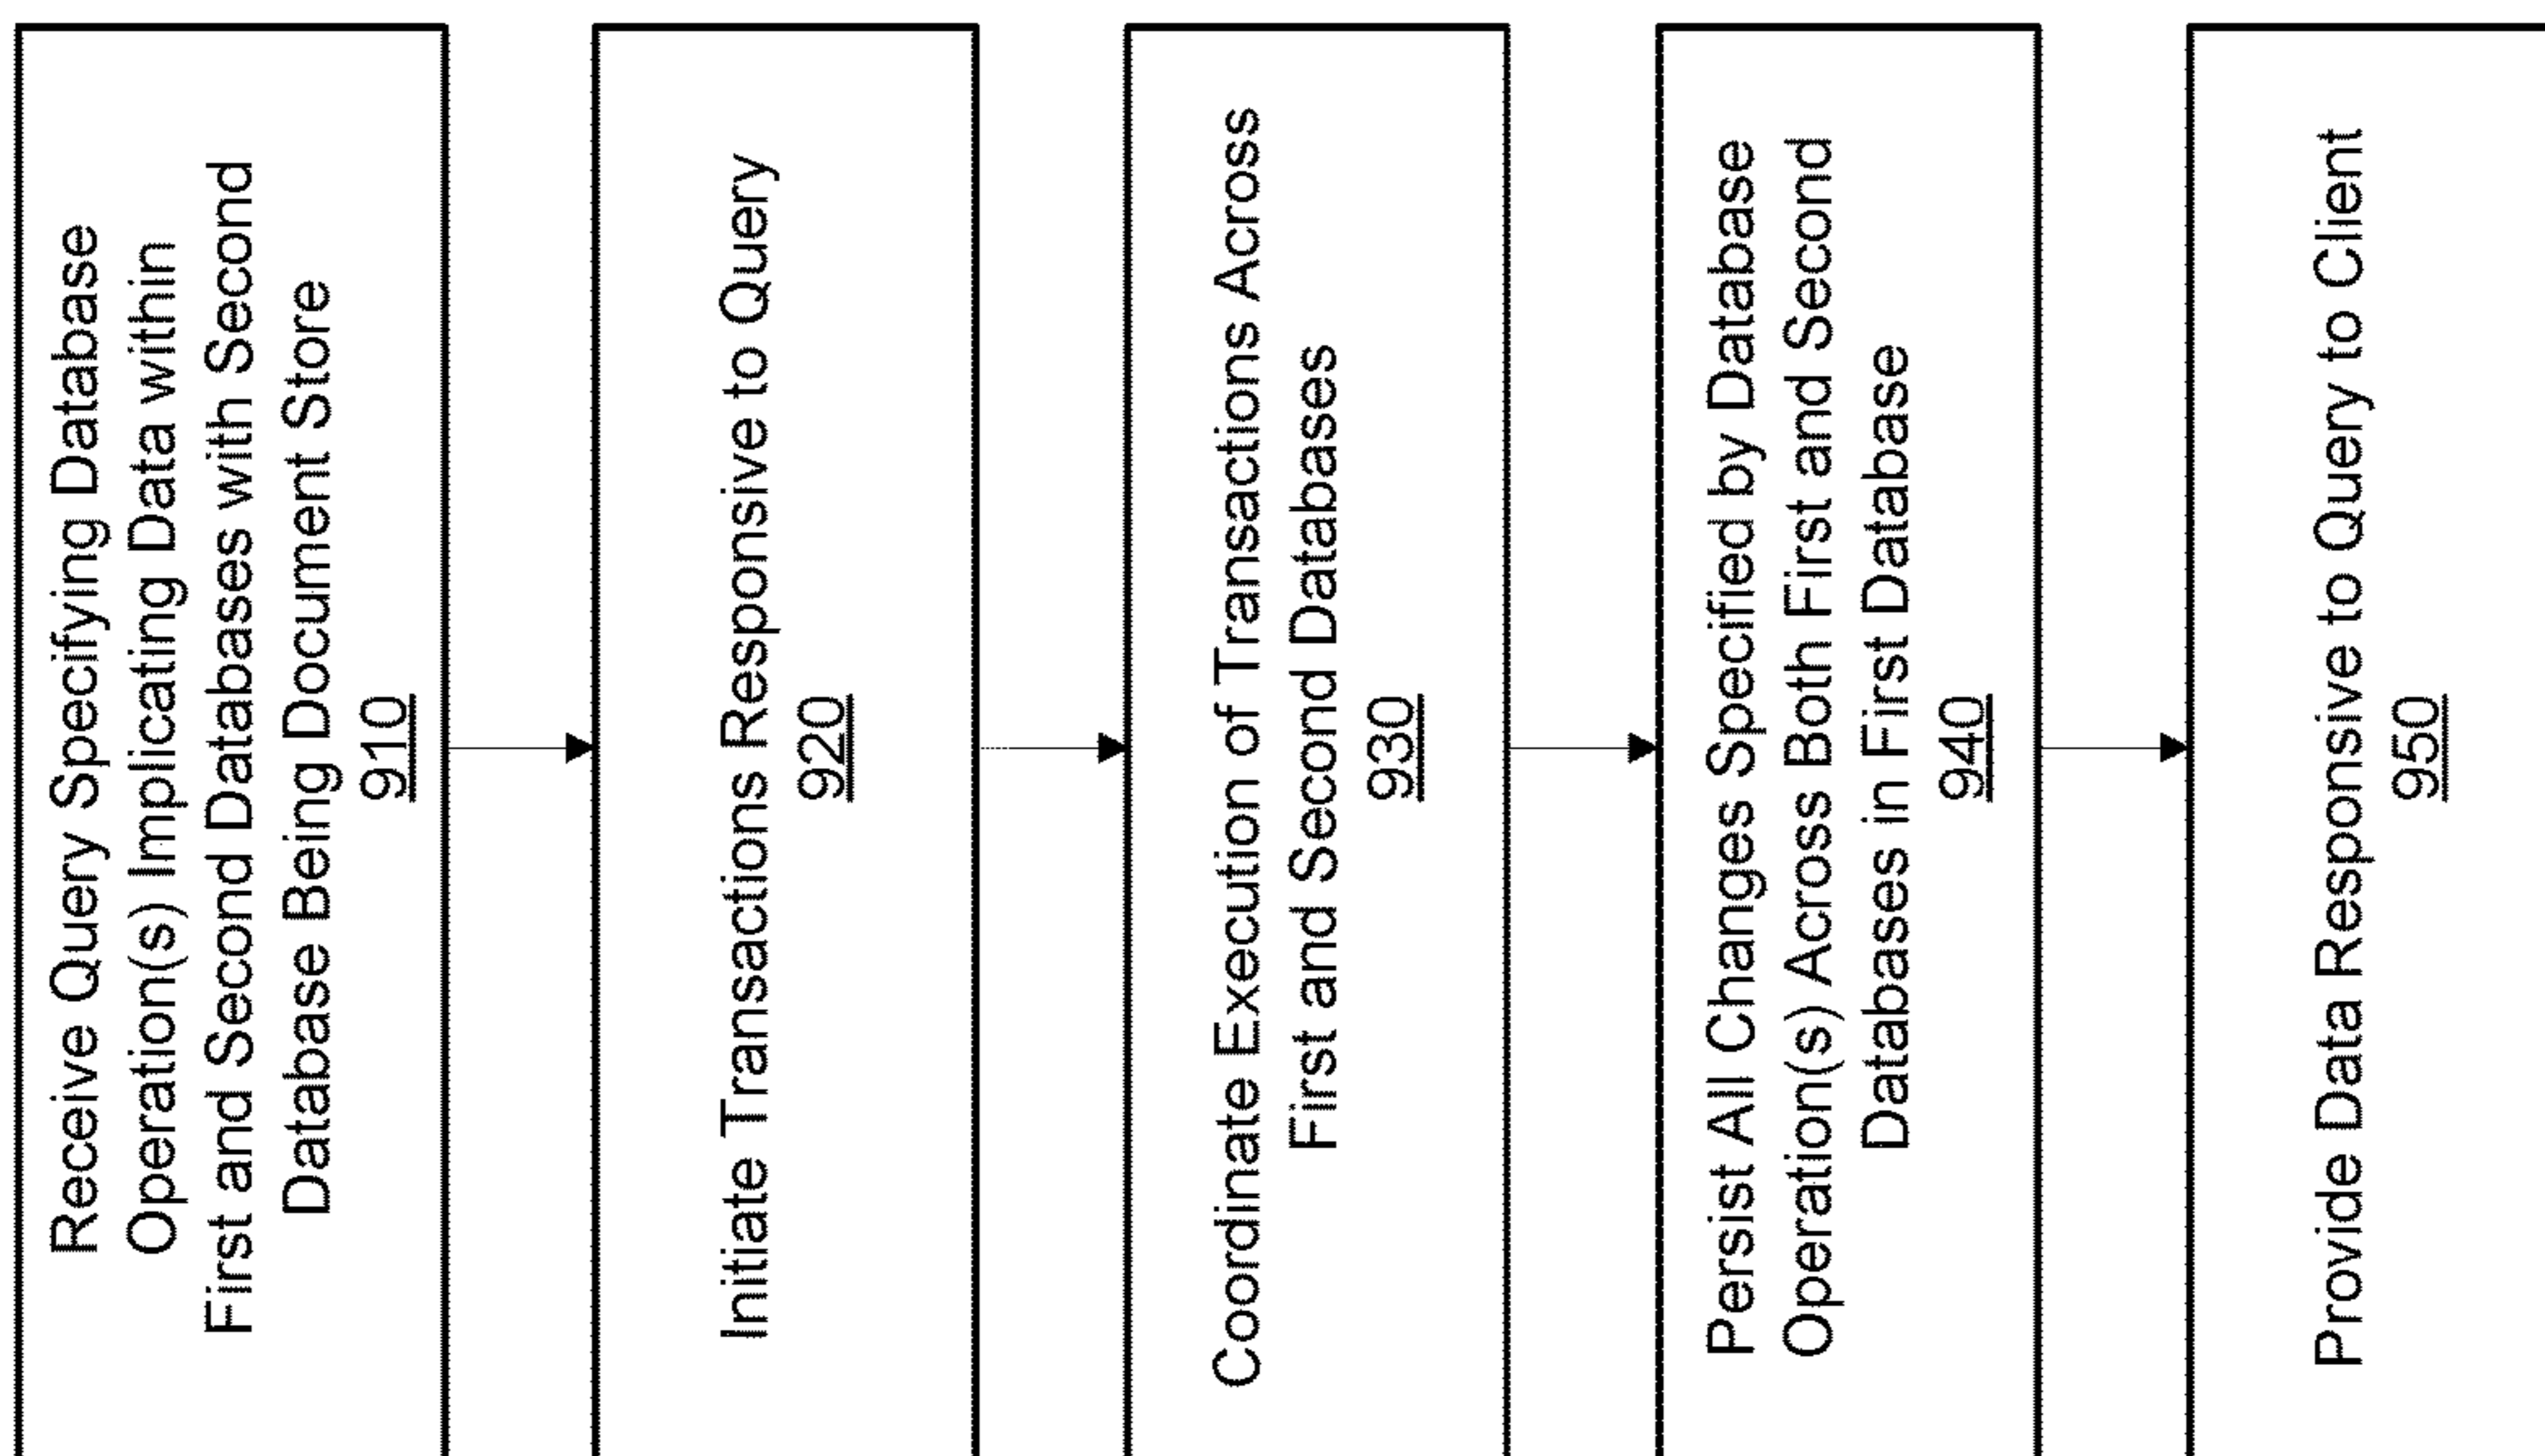 Receive Query Specifying Database
Operation(s) Implicating Data within
First and Second Databases with Second
Database Being Document Store
910
Initiate Transactions Responsive to Query
920
Coordinate Execution of Transactions Across
First and Second Databases
930
Persist All Changes Specified by Database
Operation(s) Across Both First and Second
Databases in First Database
940
Provide Data Responsive to Query to Client
950